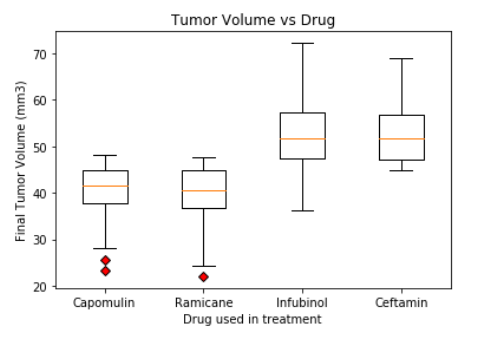 Tumor Volume vs Drug
Final Tumor Volume (mm3)
70
60
50
40
30
20
Capomulin
Ramicane
Infubinol
Ceftamin
Drug used in treatment